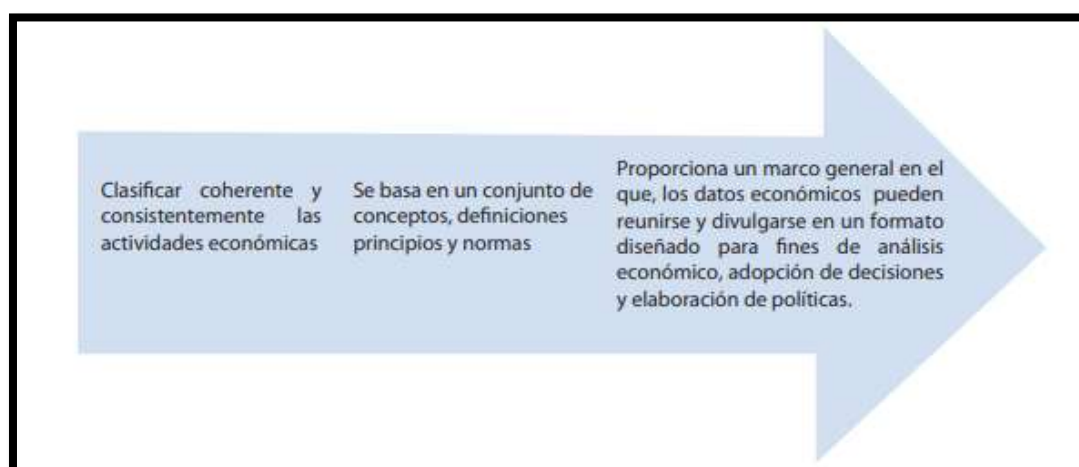 Clasificar coherente y
consistentemente las
actividades económicas
Se basa en un conjunto de
conceptos, definiciones
principios y normas
Proporciona un marco general en el
que, los datos económicos pueden
reunirse y divulgarse en un formato
diseñado para fines de análisis
económico, adopción de decisiones
y elaboración de políticas.